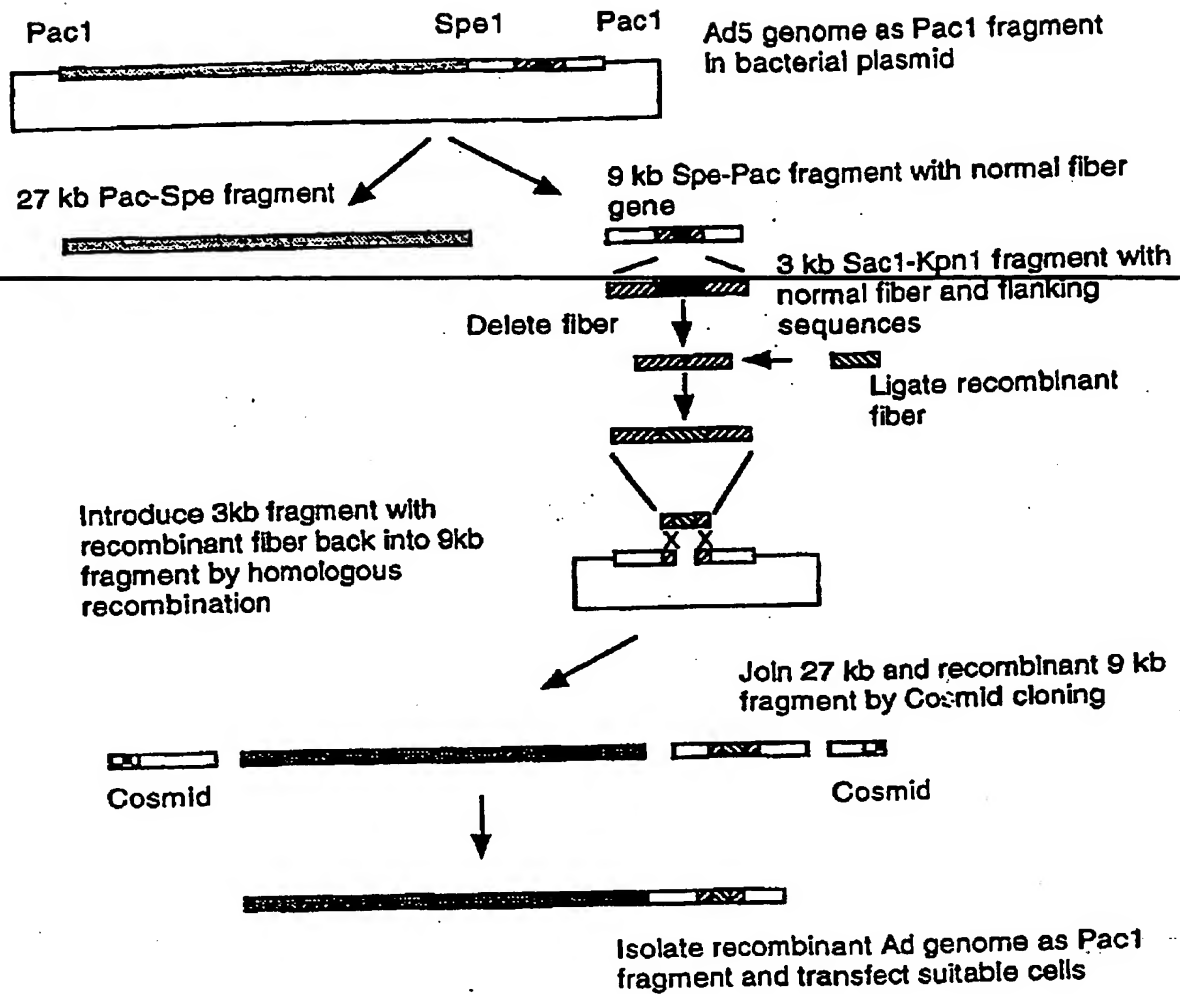 Pac1
Spe1
Pac1
Ad5 genome as Pac1 fragment
in bacterial plasmid
27 kb Pac-Spe fragment
9 kb Spe-Pac fragment with normal fiber
gene
3 kb Sac1-Kpn1 fragment with
normal fiber and flanking
sequences
Delete fiber
Ligate recombinant
fiber
Introduce 3kb fragment with
recombinant fiber back into 9kb
fragment by homologous
recombination
X X
Join 27 kb and recombinant 9 kb
fragment by Cosmid cloning
Cosmid
Cosmid
Isolate recombinant Ad genome as Pac1
fragment and transfect suitable cells